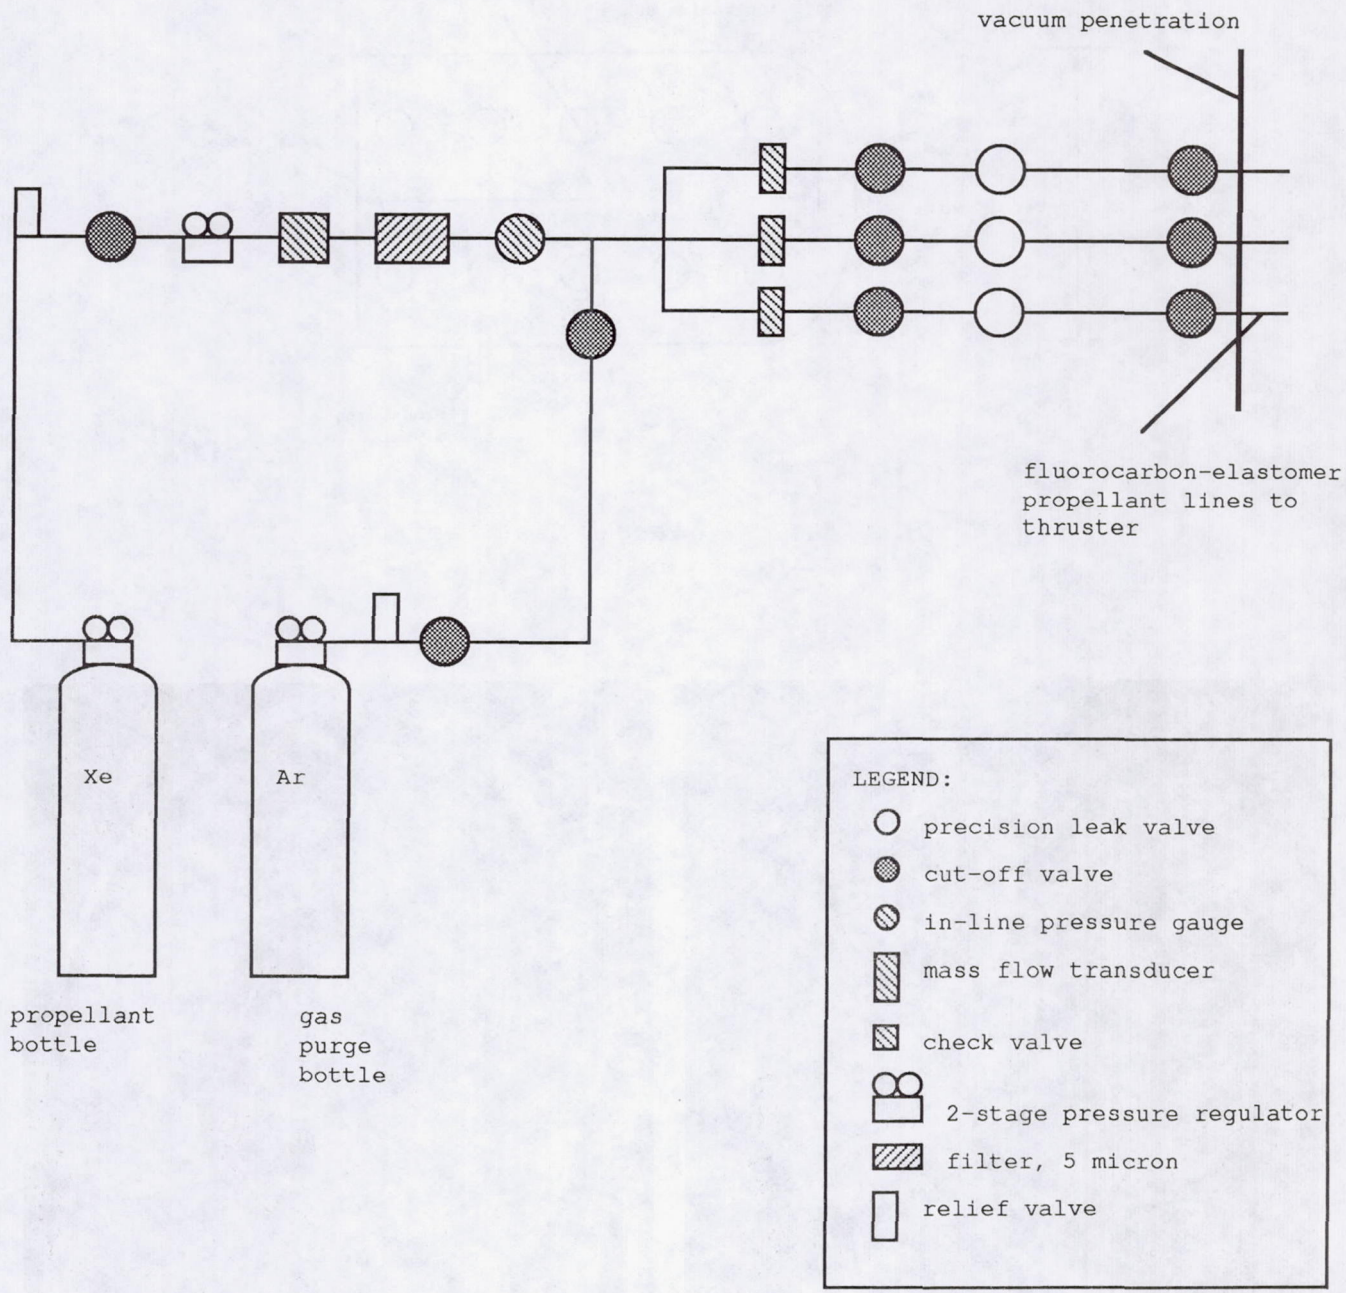 vacuum penetration
fluorocarbon-elastomer
propellant lines to
thruster
Xe
Ar
propellant
bottle
gas
purge
bottle
LEGEND:
precision leak valve
cut-off valve
in-line pressure gauge
mass flow transducer
check valve
2-stage pressure regulator
filter, 5 micron
relief valve